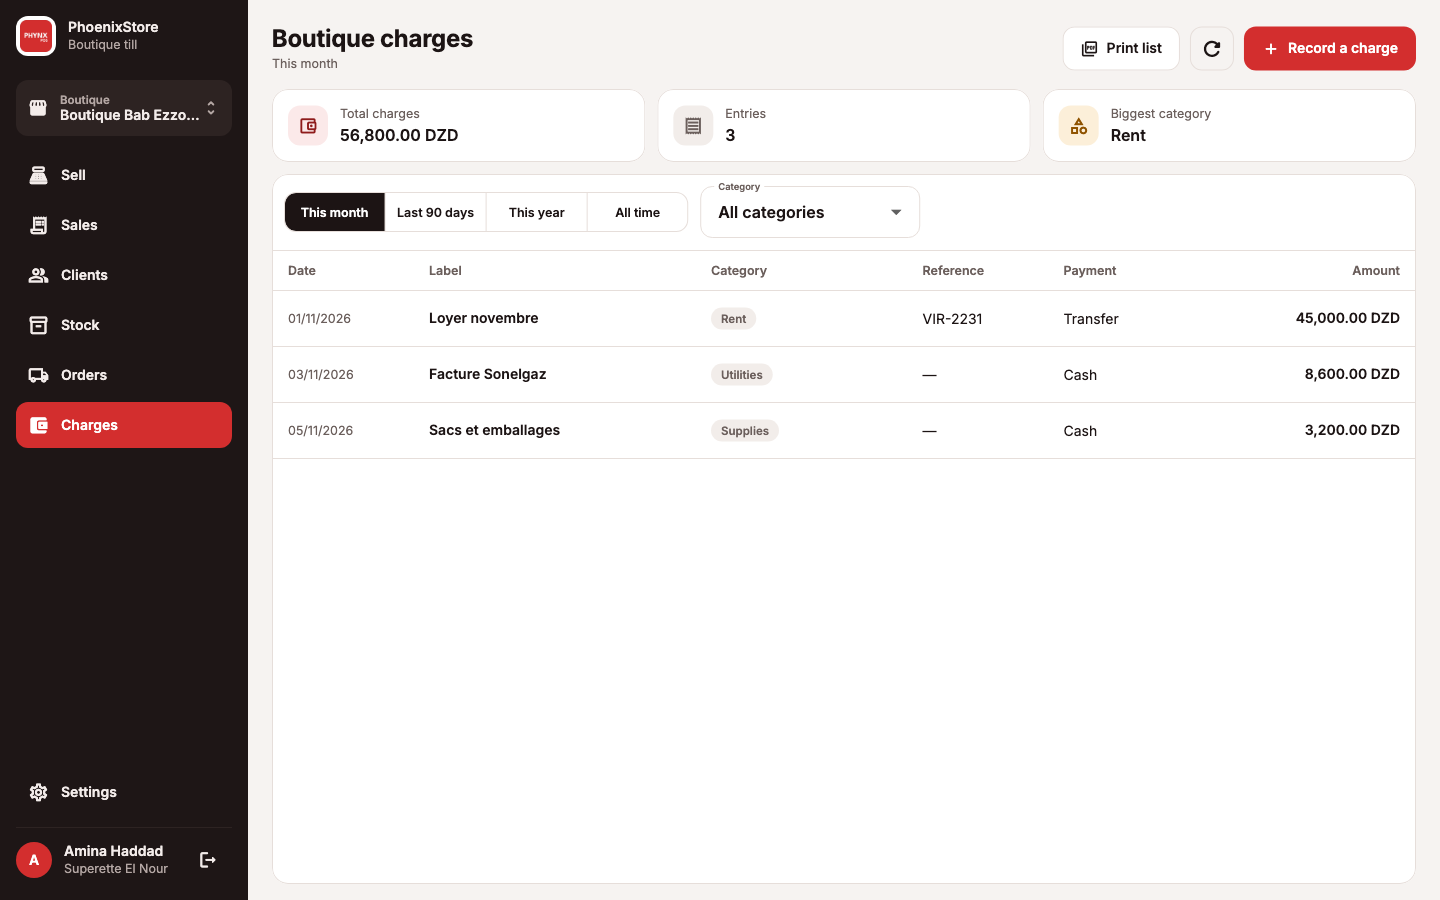 PHYNX
POS
PhoenixStore
Boutique till
Boutique
Boutique Bab Ezzo...
Sell
Sales
Clients
Stock
Orders
Charges
Settings
A
Amina Haddad
Superette El Nour
Boutique charges
This month
PDF
Print list
Record a charge
Total charges
56,800.00 DZD
Entries
3
Biggest category
Rent
This month
Last 90 days
This year
All time
Category
All categories
Date Label Category Reference Payment Amount
01/11/2026 Loyer novembre Rent VIR-2231 Transfer 45,000.00 DZD
03/11/2026 Facture Sonelgaz Utilities — Cash 8,600.00 DZD
05/11/2026 Sacs et emballages Supplies — Cash 3,200.00 DZD